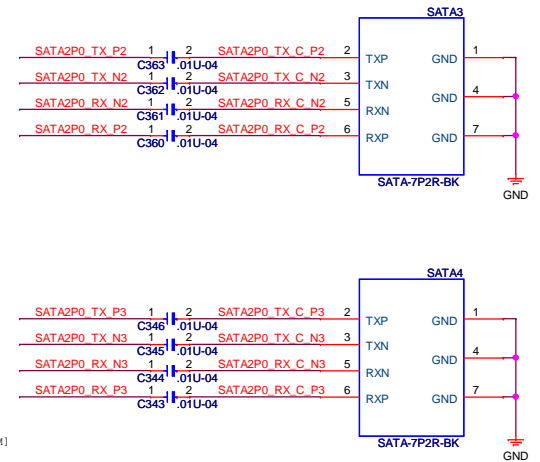 SATA3
SATA2P0_TX_P2 1 2 SATA2P0_TX_C_P2 2 TXP GND 1
C363 .01U-04
SATA2P0_TX_N2 1 2 SATA2P0_TX_C_N2 3 TXN
C362 .01U-04 GND 4
SATA2P0_RX_N2 1 2 SATA2P0_RX_C_N2 5 RXN
C361 .01U-04
SATA2P0_RX_P2 1 2 SATA2P0_RX_C_P2 6 RXP GND 7
C360 .01U-04
SATA-7P2R-BK
GND
SATA4
SATA2P0_TX_P3 1 2 SATA2P0_TX_C_P3 2 TXP GND 1
C346 .01U-04
SATA2P0_TX_N3 1 2 SATA2P0_TX_C_N3 3 TXN
C345 .01U-04 GND 4
SATA2P0_RX_N3 1 2 SATA2P0_RX_C_N3 5 RXN
C344 .01U-04
SATA2P0_RX_P3 1 2 SATA2P0_RX_C_P3 6 RXP GND 7
C343 .01U-04
SATA-7P2R-BK
GND